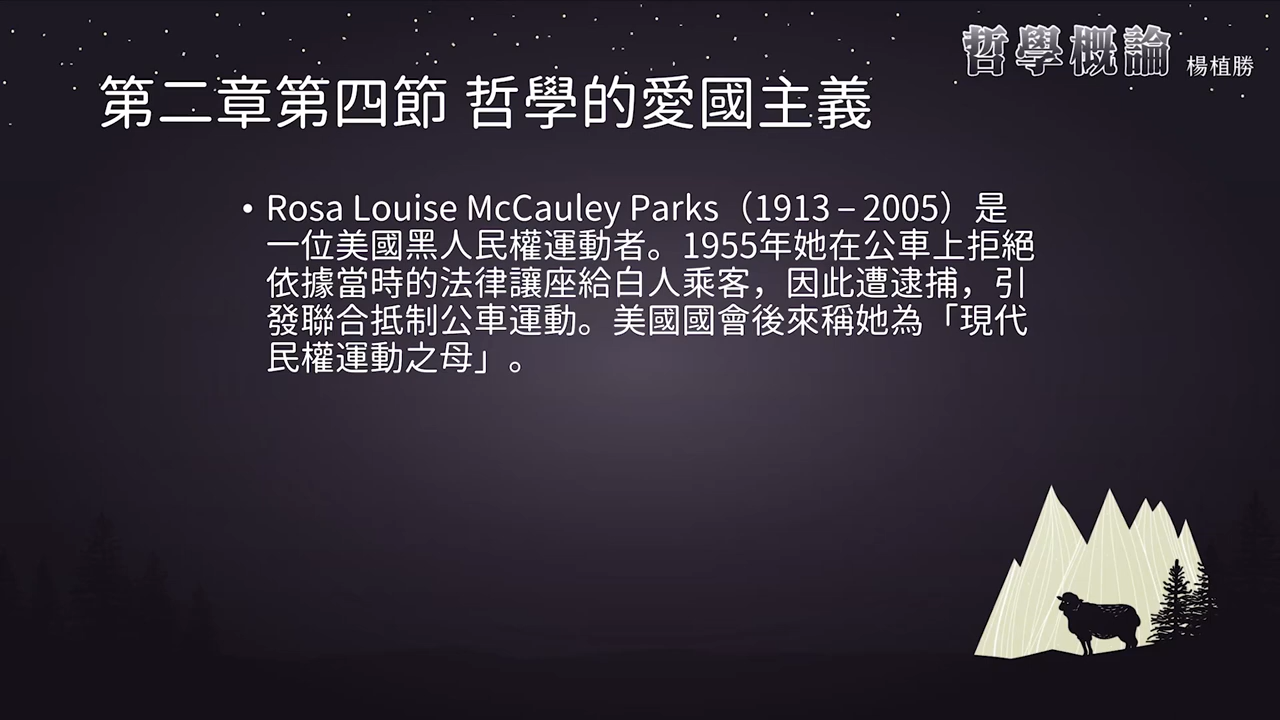 哲學概論 楊植勝
第二章第四節 哲學的愛國主義
• Rosa Louise McCauley Parks（1913 – 2005）是
一位美國黑人民權運動者。1955年她在公車上拒絕
依據當時的法律讓座給白人乘客，因此遭逮捕，引
發聯合抵制公車運動。美國國會後來稱她為「現代
民權運動之母」。